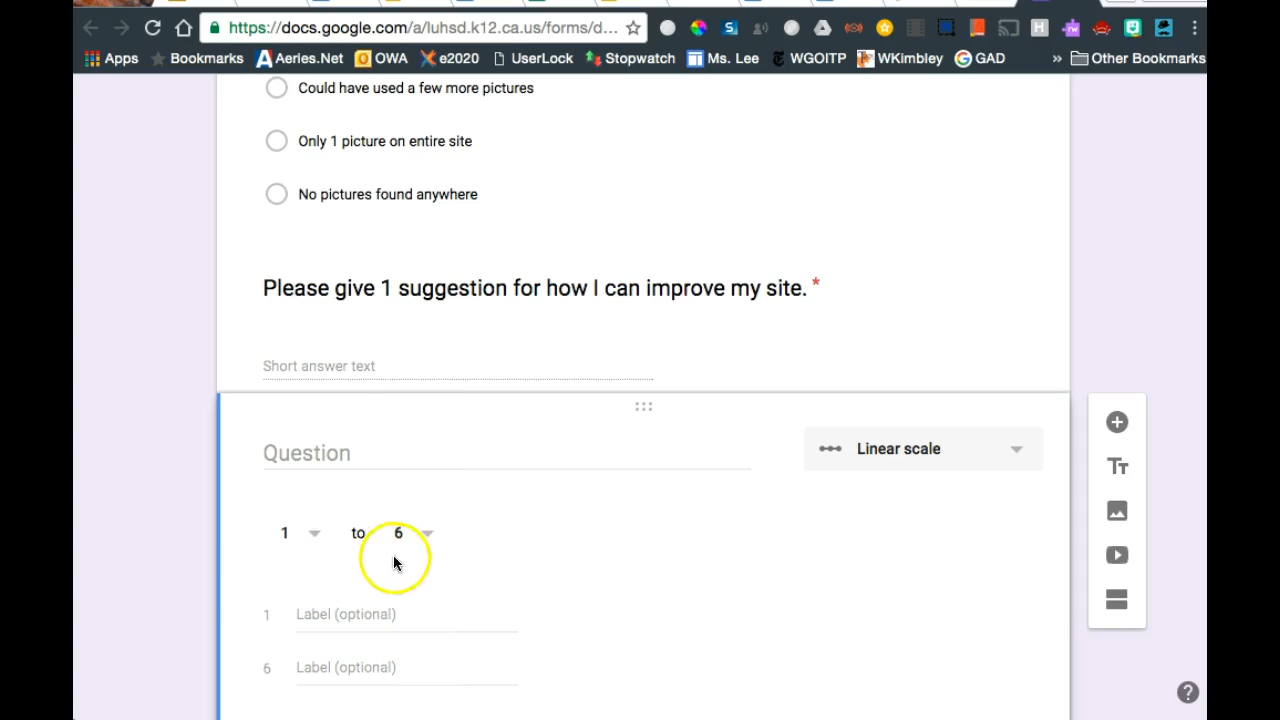 https://docs.google.com/a/luhsd.k12.ca.us/forms/d...
Apps Bookmarks Aeries.Net OWA e2020 UserLock Stopwatch Ms. Lee WGOITP WKimbley GAD » Other Bookmarks
Could have used a few more pictures
Only 1 picture on entire site
No pictures found anywhere
Please give 1 suggestion for how I can improve my site. *
Short answer text
Question
Linear scale
1 to 6
1 Label (optional)
6 Label (optional)